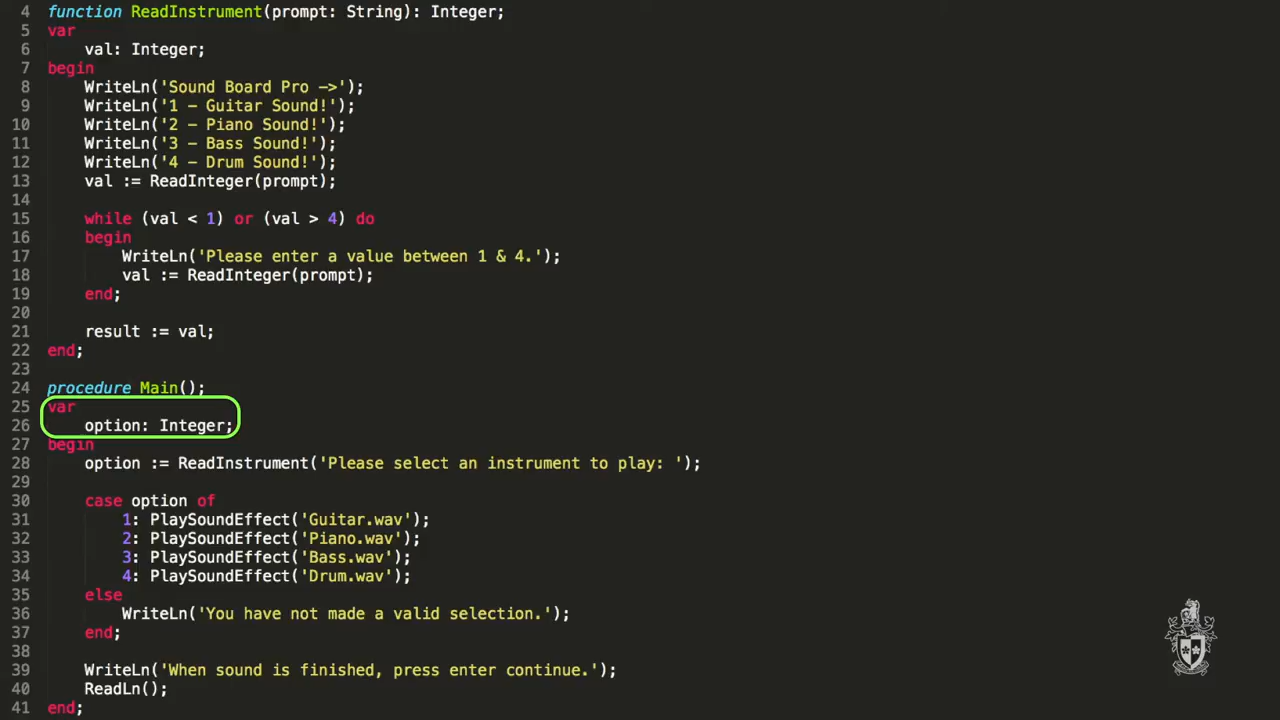 4 function ReadInstrument(prompt: String): Integer;
5 var
6 val: Integer;
7 begin
8 WriteLn('Sound Board Pro ->');
9 WriteLn('1 - Guitar Sound!');
10 WriteLn('2 - Piano Sound!');
11 WriteLn('3 - Bass Sound!');
12 WriteLn('4 - Drum Sound!');
13 val := ReadInteger(prompt);
14
15 while (val < 1) or (val > 4) do
16 begin
17 WriteLn('Please enter a value between 1 & 4.');
18 val := ReadInteger(prompt);
19 end;
20
21 result := val;
22 end;
23
24 procedure Main();
25 var
26 option: Integer;
27 begin
28 option := ReadInstrument('Please select an instrument to play: ');
29
30 case option of
31 1: PlaySoundEffect('Guitar.wav');
32 2: PlaySoundEffect('Piano.wav');
33 3: PlaySoundEffect('Bass.wav');
34 4: PlaySoundEffect('Drum.wav');
35 else
36 WriteLn('You have not made a valid selection.');
37 end;
38
39 WriteLn('When sound is finished, press enter continue.');
40 ReadLn();
41 end;